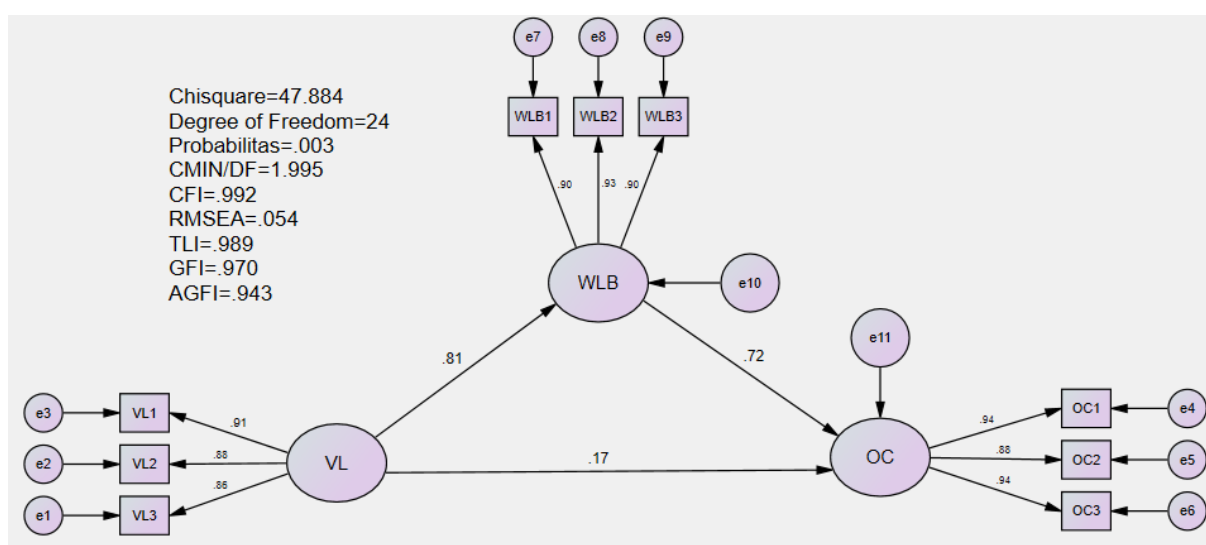 e7
e8
e9
Chisquare=47.884
Degree of Freedom=24
Probabilitas=.003
CMIN/DF=1.995
CFI=.992
RMSEA=.054
TLI=.989
GFI=.970
AGFI=.943
WLB1
WLB2
WLB3
.90
.93
.90
WLB
e10
e11
.81
.72
e3
VL1
.91
e2
VL2
.88
e1
VL3
.86
VL
.17
OC
.94
OC1
e4
.88
OC2
e5
.94
OC3
e6